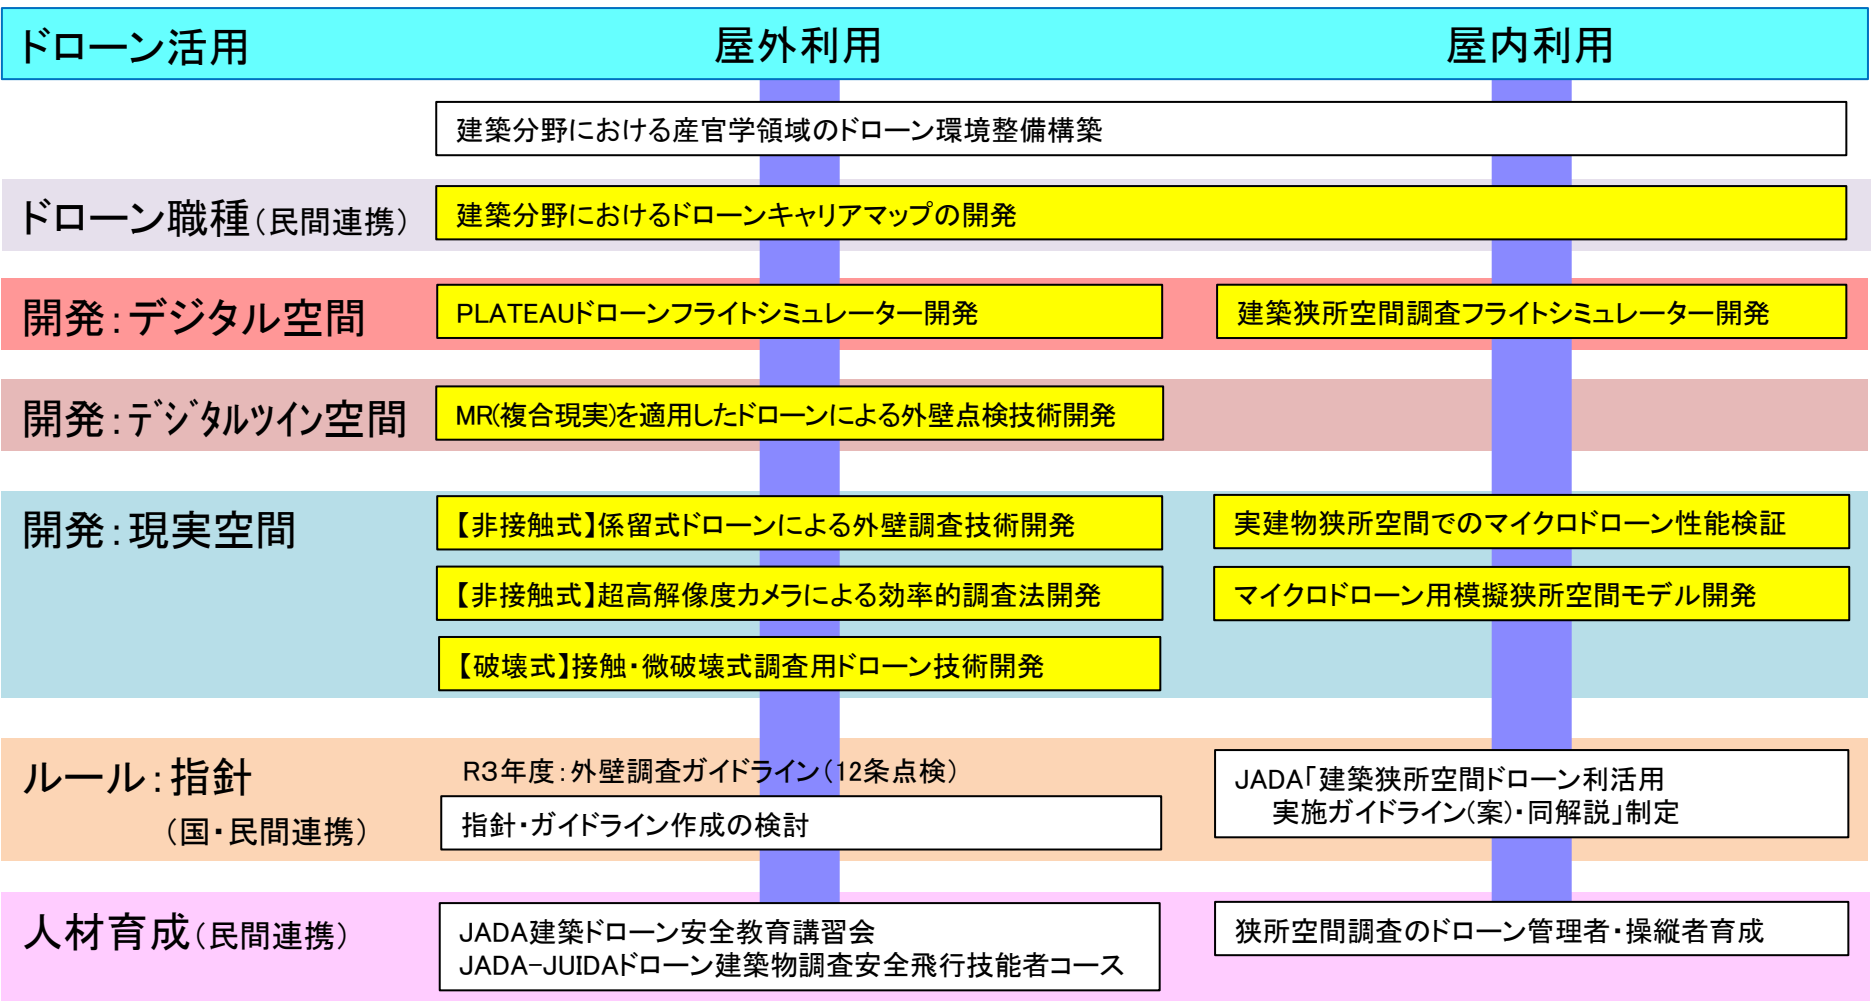 ドローン活用
屋外利用
屋内利用
建築分野における産官学領域のドローン環境整備構築
ドローン職種(民間連携)
建築分野におけるドローンキャリアマップの開発
開発:デジタル空間
PLATEAUドローンフライトシミュレーター開発
建築狭所空間調査フライトシミュレーター開発
開発:デジタルツイン空間
MR(複合現実)を適用したドローンによる外壁点検技術開発
開発:現実空間
【非接触式】係留式ドローンによる外壁調査技術開発
実建物狭所空間でのマイクロドローン性能検証
【非接触式】超高解像度カメラによる効率的調査法開発
マイクロドローン用模擬狭所空間モデル開発
【破壊式】接触・微破壊式調査用ドローン技術開発
ルール:指針
(国・民間連携)
R3年度:外壁調査ガイドライン(12条点検)
指針・ガイドライン作成の検討
JADA「建築狭所空間ドローン利活用
実施ガイドライン(案)・同解説」制定
人材育成(民間連携)
JADA建築ドローン安全教育講習会
JADA-JUIDAドローン建築物調査安全飛行技能者コース
狭所空間調査のドローン管理者・操縦者育成